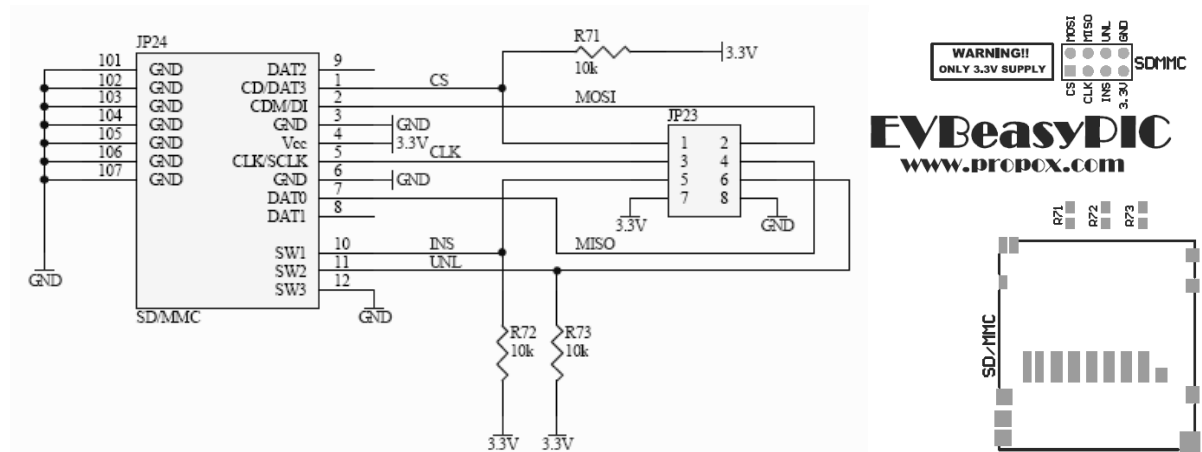 JP24
101 GND
102 GND
103 GND
104 GND
105 GND
106 GND
107 GND
GND
DAT2 9
CD/DAT3 1 CS
CDM/DI 2 MOSI
GND 3 GND
Vcc 4 3.3V
CLK/SCLK 5 CLK
GND 6 GND
DAT0 7 MISO
DAT1 8
SW1 10 INS
SW2 11 UNL
SW3 12
GND
SD/MMC
R71
10k
3.3V
JP23
1 2
3 4
5 6
7 8
3.3V
GND
R72
10k
R73
10k
3.3V
3.3V
WARNING!!
ONLY 3.3V SUPPLY
MOSI
MISO
UNL
GND
SDMMC
CS
CLK
INS
3.3V
EVBeasyPIC
www.propox.com
R71
R72
R73
SD/MMC